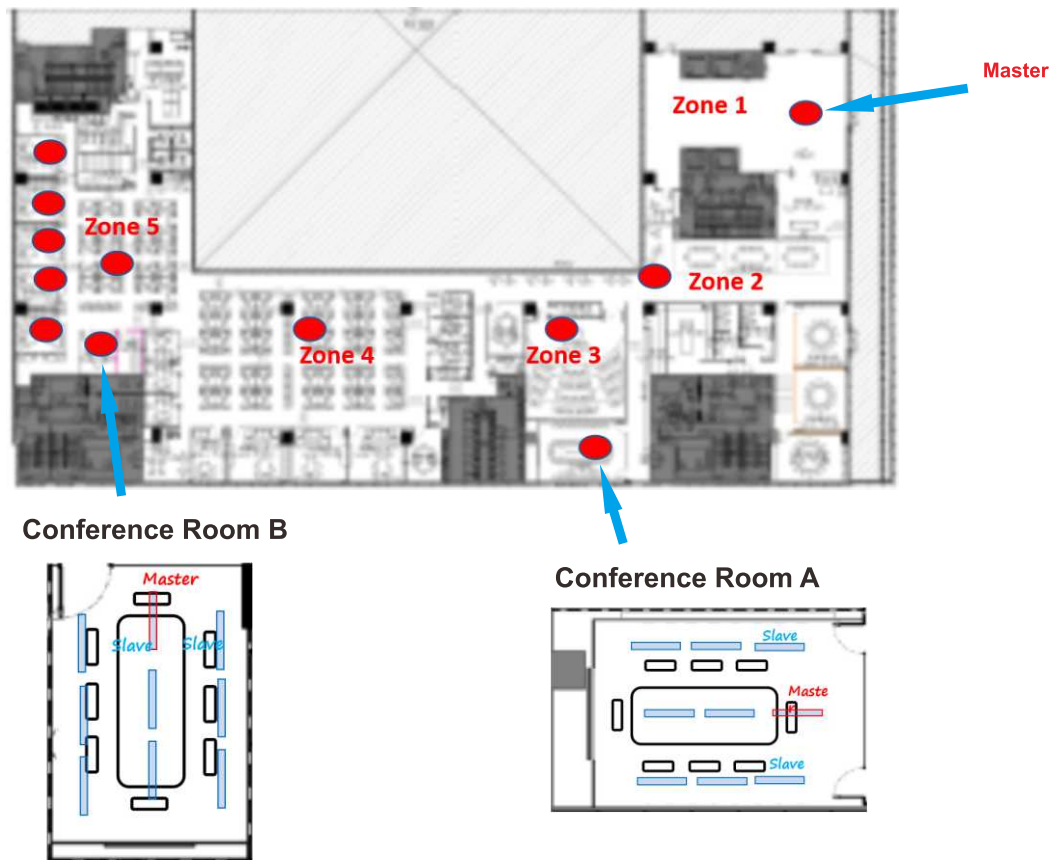 Master
Zone 1
Zone 5
Zone 2
Zone 4
Zone 3
Conference Room B
Conference Room A
Master
Slave
Slave
Slave
Maste
r
Slave